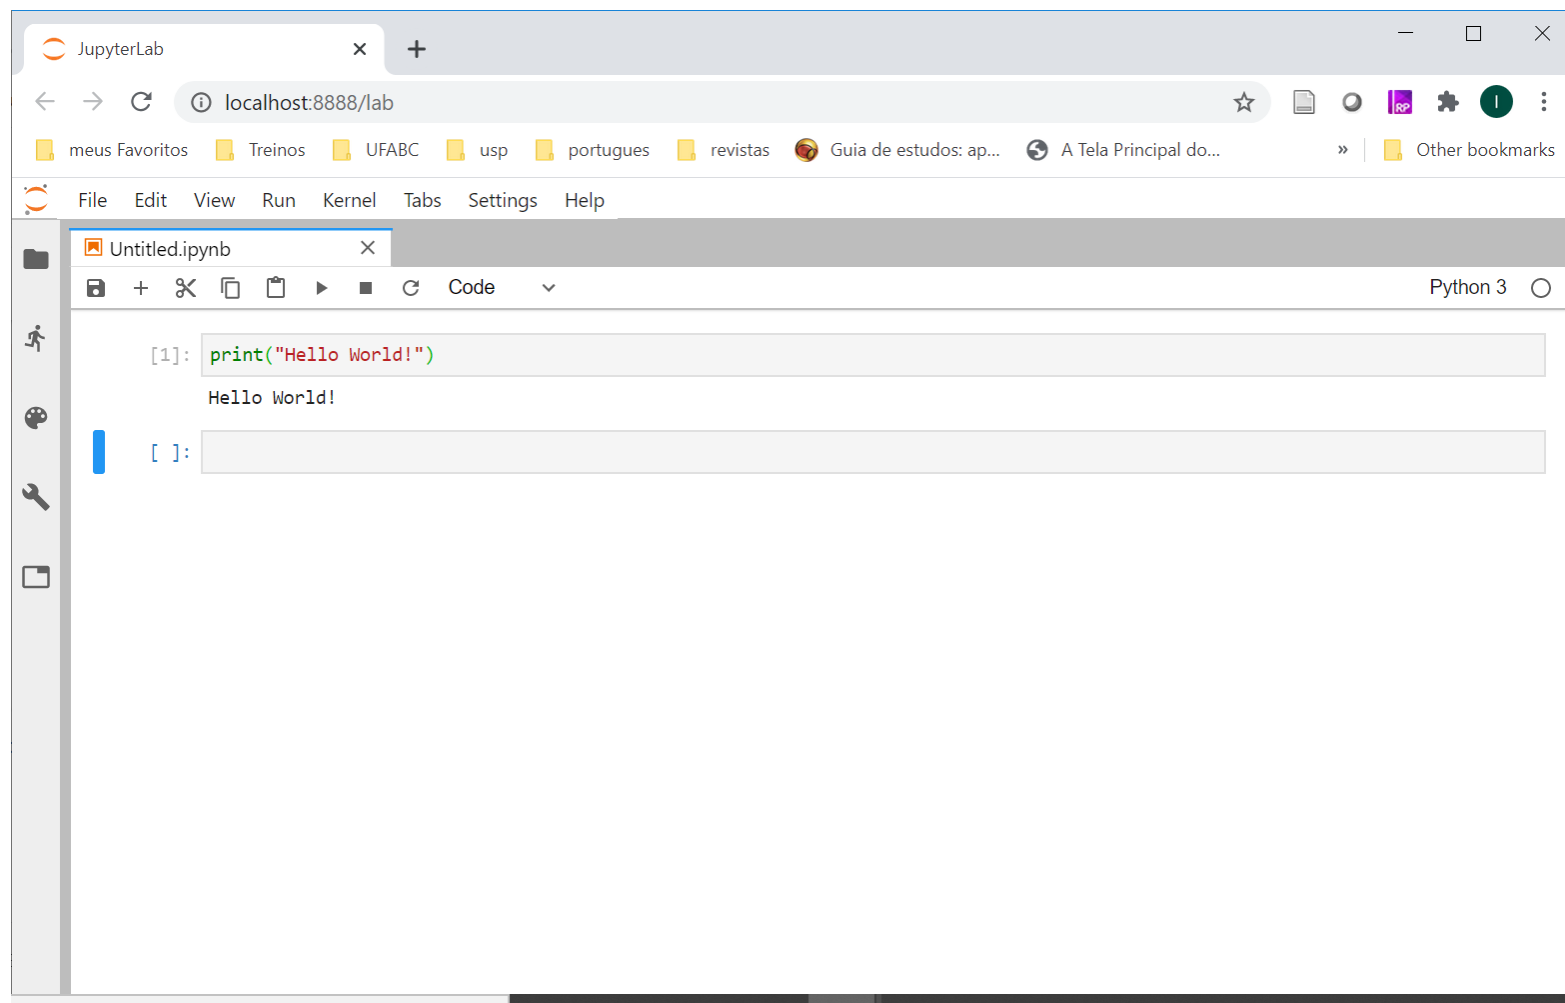 JupyterLab
localhost:8888/lab
RP I
meus Favoritos Treinos UFABC usp portugues revistas Guia de estudos: ap... A Tela Principal do... » Other bookmarks
File Edit View Run Kernel Tabs Settings Help
Untitled.ipynb
Code Python 3
[1]: print("Hello World!")
Hello World!
[ ]: